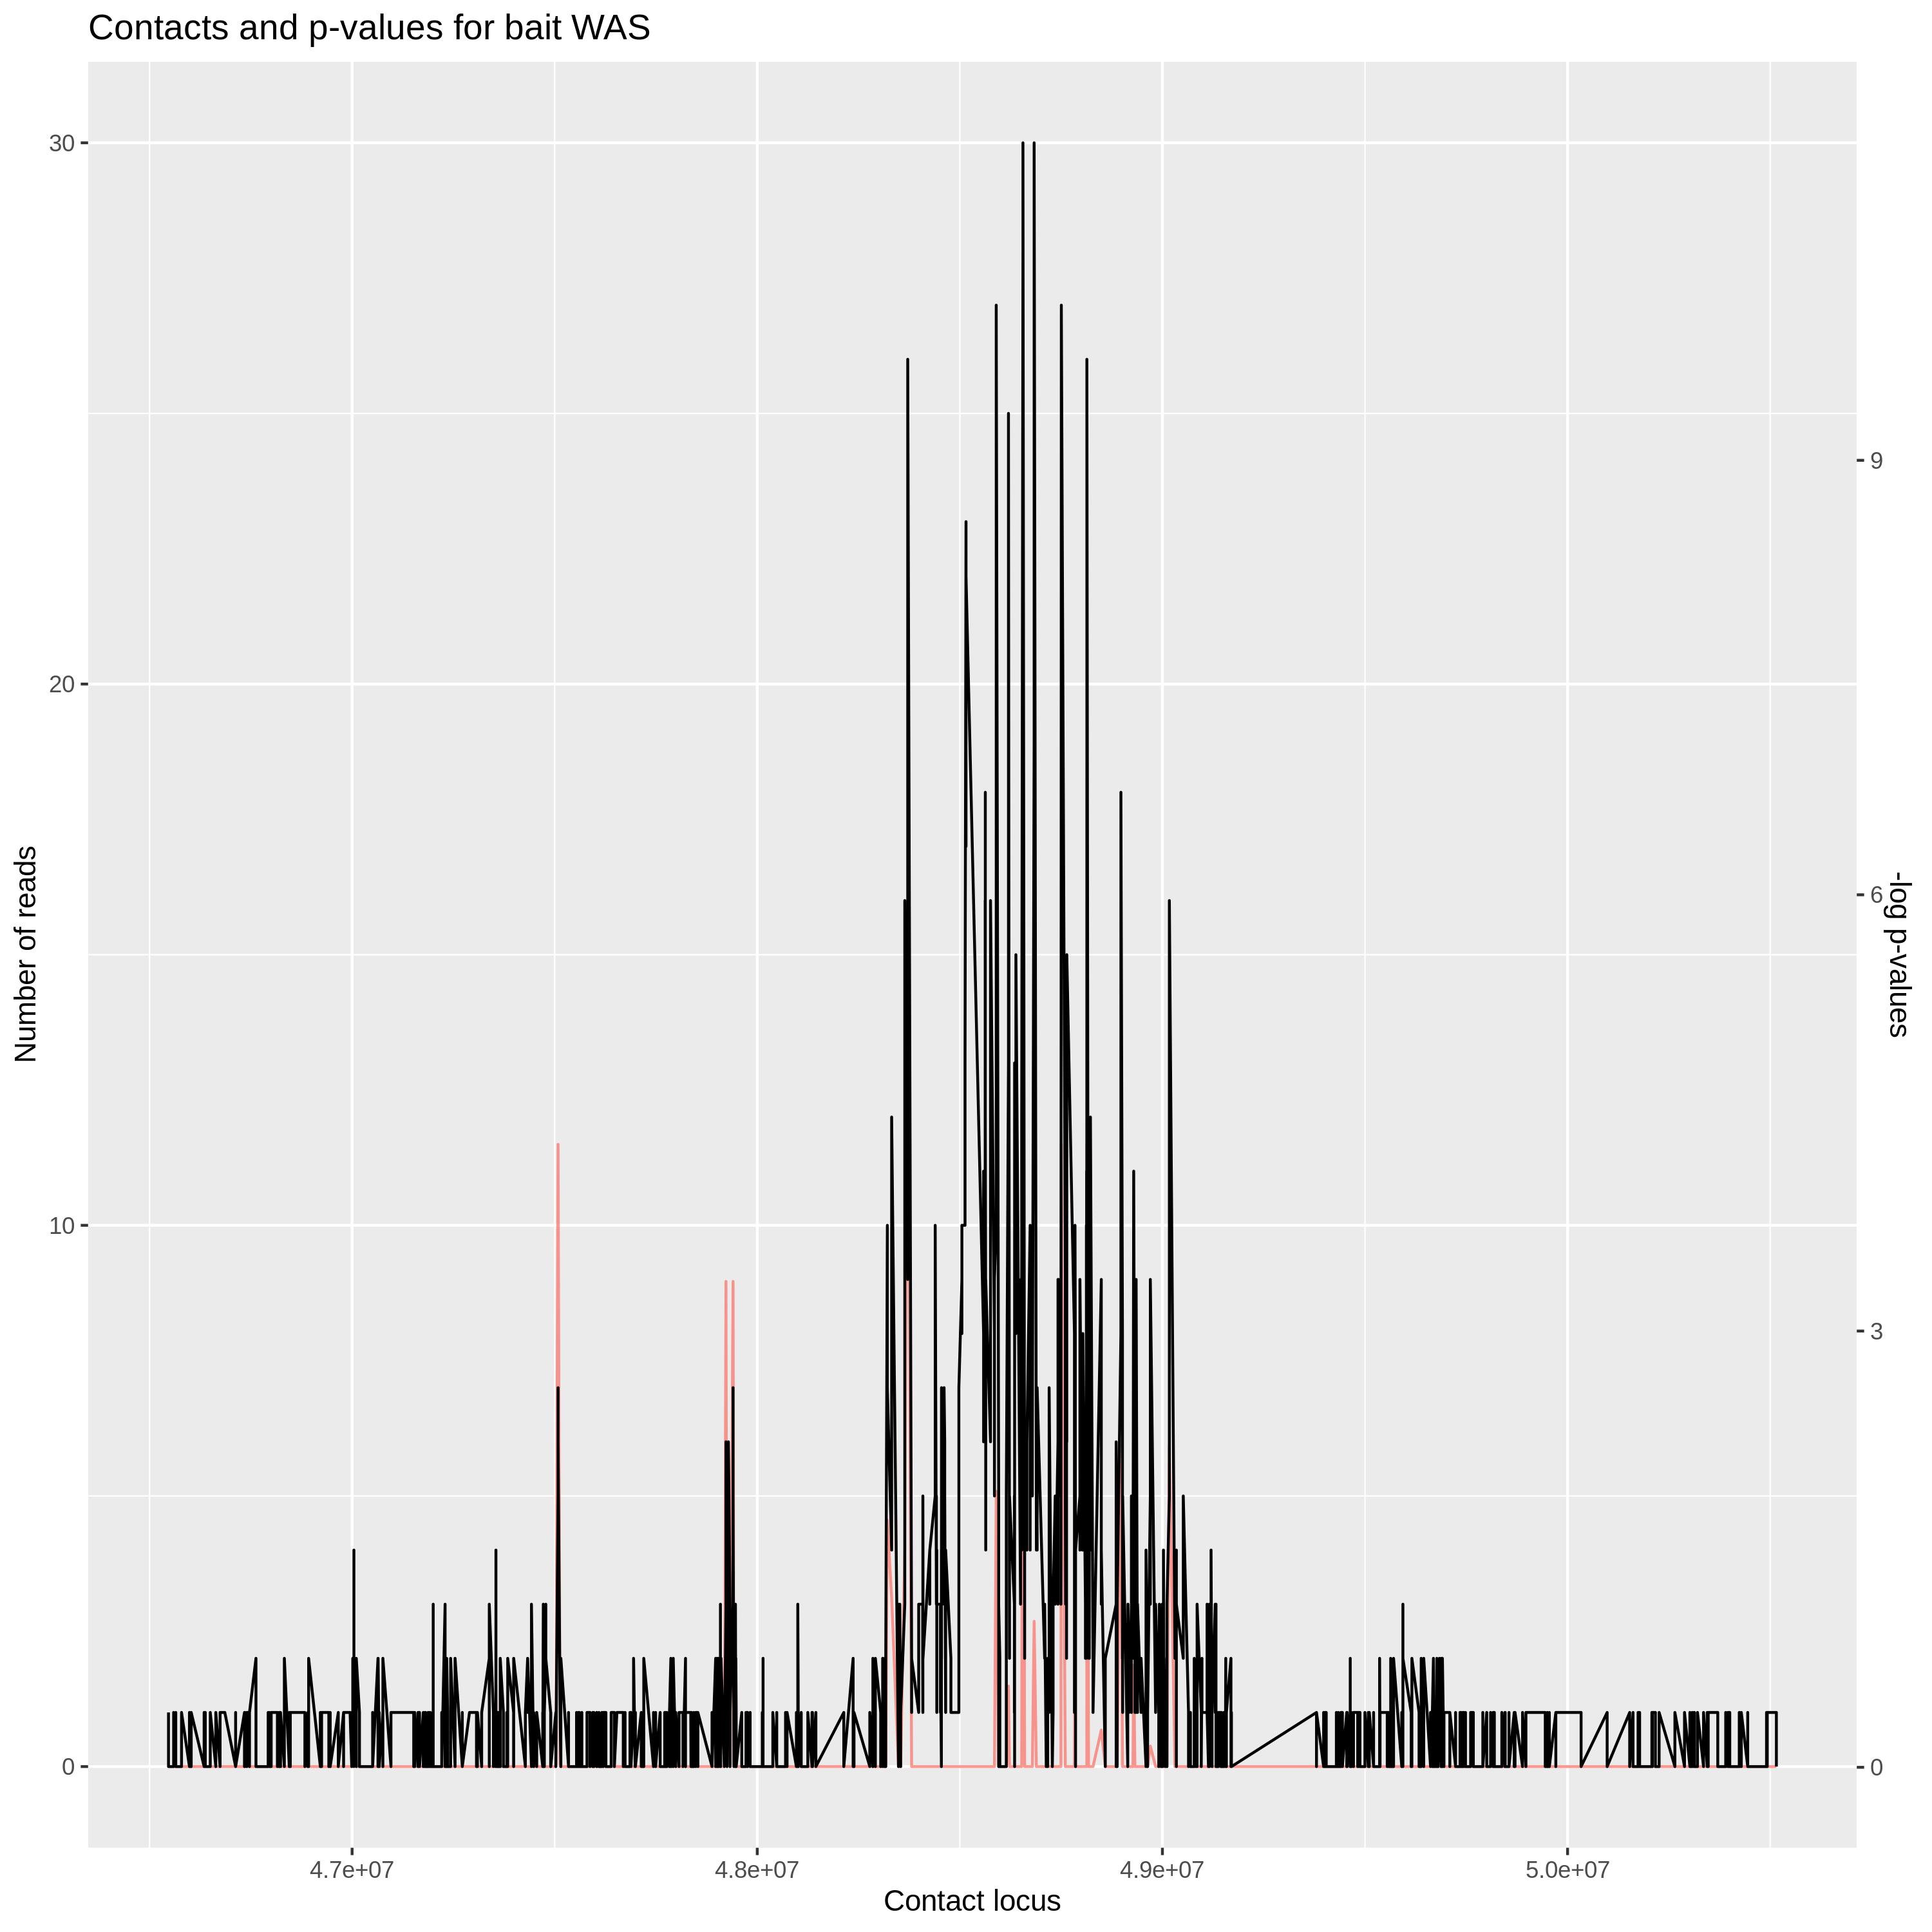 Contacts and p-values for bait WAS
30
20
10
0
Number of reads
9
6
3
0
-log p-values
4.7e+07 4.8e+07 4.9e+07 5.0e+07
Contact locus